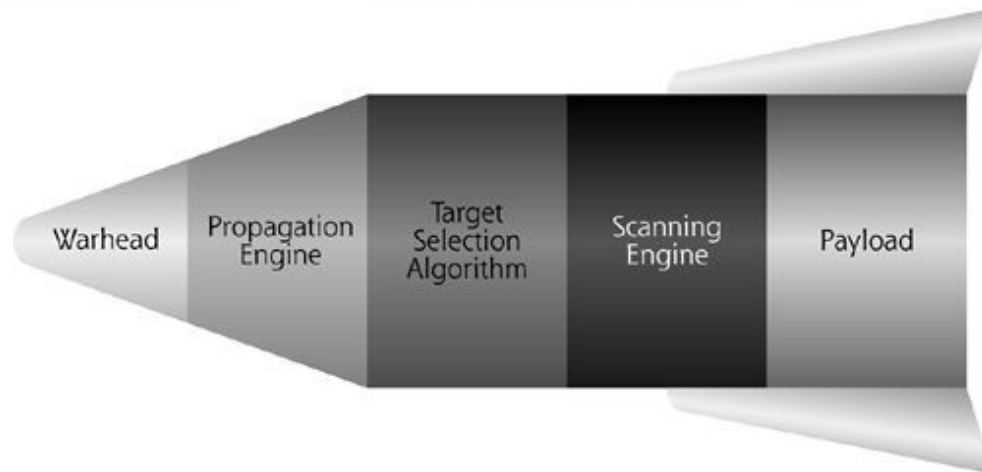 Warhead
Propagation
Engine
Target
Selection
Algorithm
Scanning
Engine
Payload